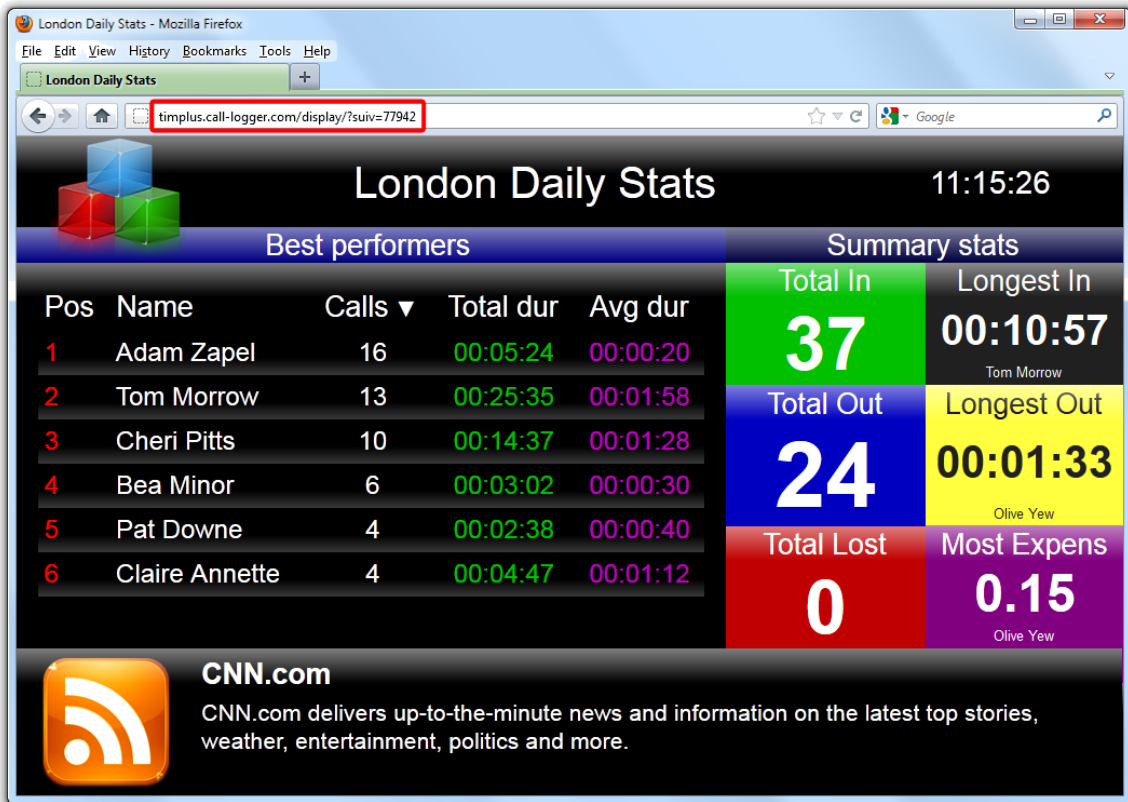 London Daily Stats - Mozilla Firefox
File Edit View History Bookmarks Tools Help
London Daily Stats
timplus.call-logger.com/display/?suiv=77942
Google
London Daily Stats
11:15:26
Best performers
Pos Name Calls ▼ Total dur Avg dur
1 Adam Zapel 16 00:05:24 00:00:20
2 Tom Morrow 13 00:25:35 00:01:58
3 Cheri Pitts 10 00:14:37 00:01:28
4 Bea Minor 6 00:03:02 00:00:30
5 Pat Downe 4 00:02:38 00:00:40
6 Claire Annette 4 00:04:47 00:01:12
Summary stats
Total In
37
Longest In
00:10:57
Tom Morrow
Total Out
24
Longest Out
00:01:33
Olive Yew
Total Lost
0
Most Expens
0.15
Olive Yew
CNN.com
CNN.com delivers up-to-the-minute news and information on the latest top stories,
weather, entertainment, politics and more.